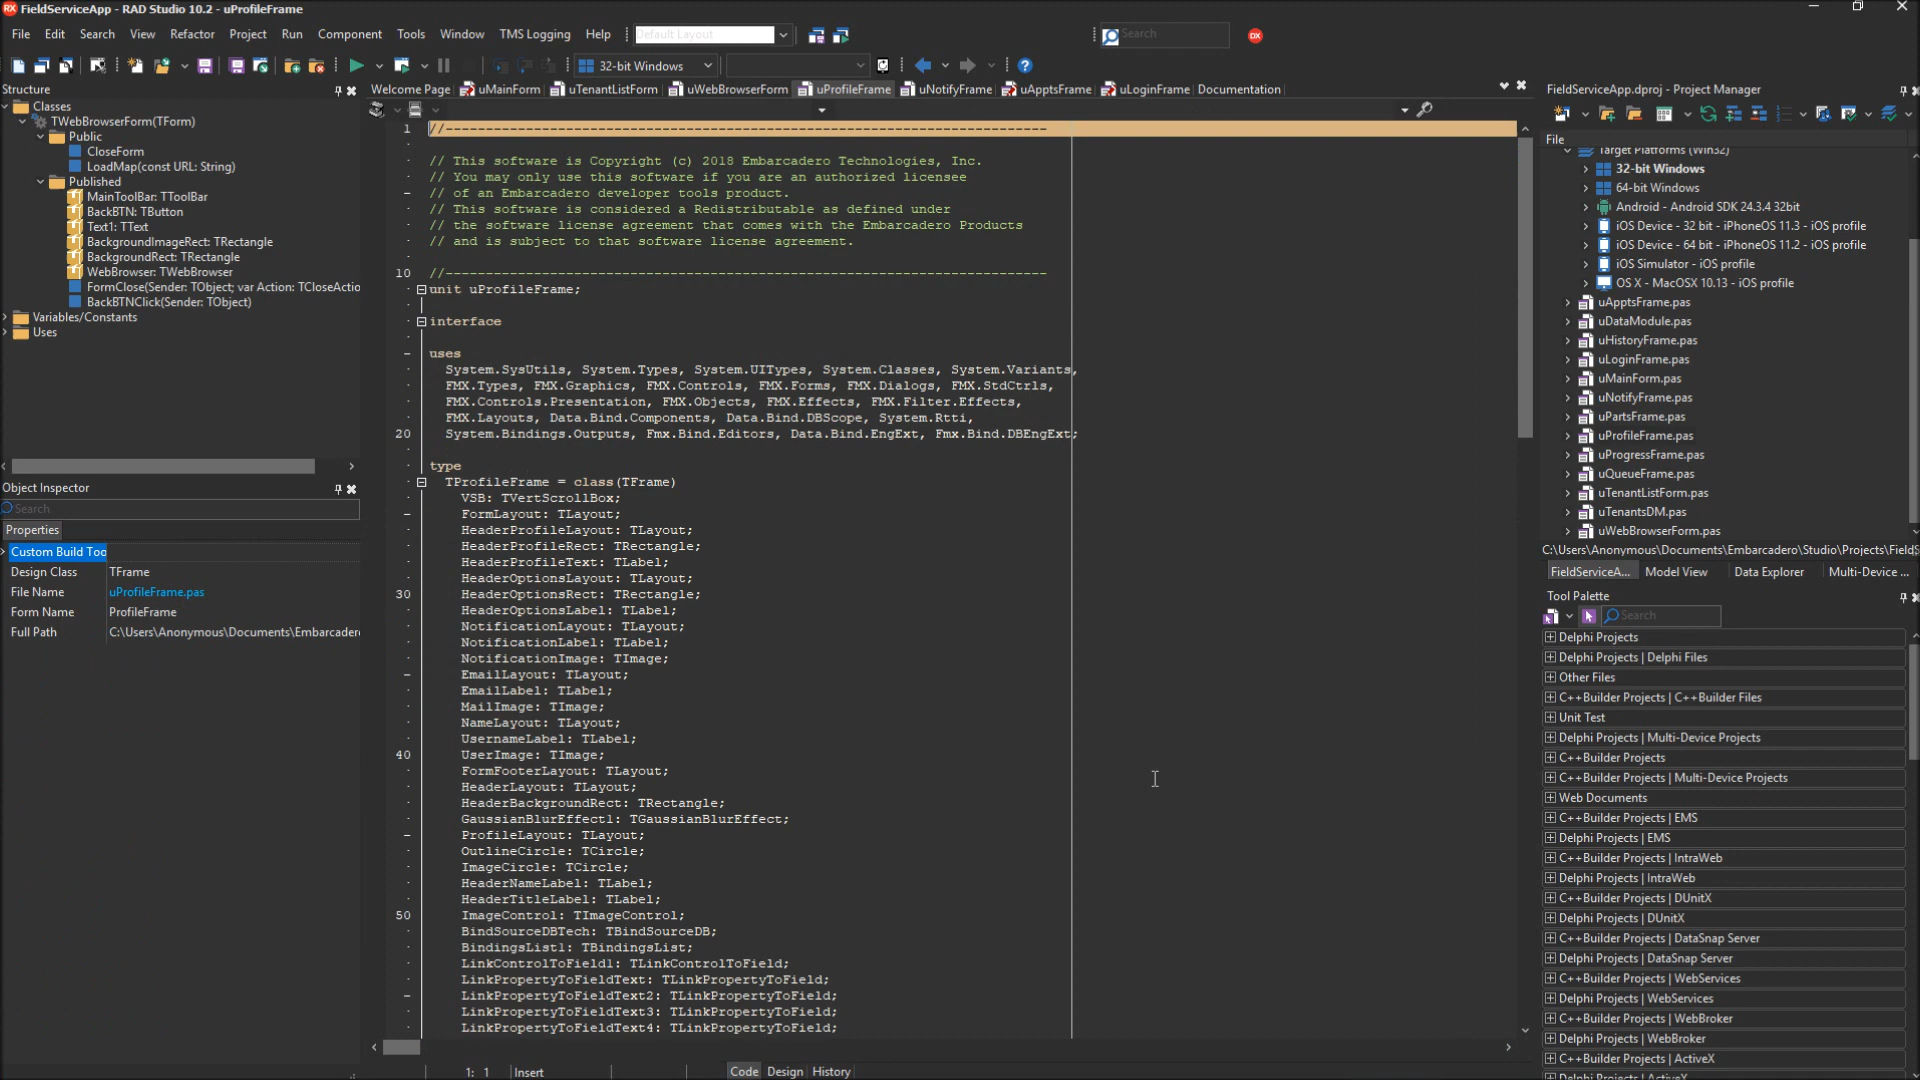 FieldServiceApp - RAD Studio 10.2 - uProfileFrame
File Edit Search View Refactor Project Run Component Tools Window TMS Logging Help Default Layout Search
32-bit Windows
Structure
Classes
TWebBrowserForm(TForm)
Public
CloseForm
LoadMap(const URL: String)
Published
MainToolBar: TToolBar
BackBTN: TButton
Text1: TText
BackgroundImageRect: TRectangle
BackgroundRect: TRectangle
WebBrowser: TWebBrowser
FormClose(Sender: TObject; var Action: TCloseActio
BackBTNClick(Sender: TObject)
Variables/Constants
Uses
Object Inspector
Search
Properties
Custom Build Too
Design Class TFrame
File Name uProfileFrame.pas
Form Name ProfileFrame
Full Path C:\Users\Anonymous\Documents\Embarcader
Welcome Page uMainForm uTenantListForm uWebBrowserForm uProfileFrame uNotifyFrame uApptsFrame uLoginFrame Documentation
1 //---------------------------------------------------------------------------
// This software is Copyright (c) 2018 Embarcadero Technologies, Inc.
// You may only use this software if you are an authorized licensee
// of an Embarcadero developer tools product.
// This software is considered a Redistributable as defined under
// the software license agreement that comes with the Embarcadero Products
// and is subject to that software license agreement.
10 //---------------------------------------------------------------------------
unit uProfileFrame;
interface
uses
System.SysUtils, System.Types, System.UITypes, System.Classes, System.Variants,
FMX.Types, FMX.Graphics, FMX.Controls, FMX.Forms, FMX.Dialogs, FMX.StdCtrls,
FMX.Controls.Presentation, FMX.Objects, FMX.Effects, FMX.Filter.Effects,
FMX.Layouts, Data.Bind.Components, Data.Bind.DBScope, System.Rtti,
20 System.Bindings.Outputs, Fmx.Bind.Editors, Data.Bind.EngExt, Fmx.Bind.DBEngExt;
type
TProfileFrame = class(TFrame)
VSB: TVertScrollBox;
FormLayout: TLayout;
HeaderProfileLayout: TLayout;
HeaderProfileRect: TRectangle;
HeaderProfileText: TLabel;
HeaderOptionsLayout: TLayout;
30 HeaderOptionsRect: TRectangle;
HeaderOptionsLabel: TLabel;
NotificationLayout: TLayout;
NotificationLabel: TLabel;
NotificationImage: TImage;
EmailLayout: TLayout;
EmailLabel: TLabel;
MailImage: TImage;
NameLayout: TLayout;
UsernameLabel: TLabel;
40 UserImage: TImage;
FormFooterLayout: TLayout;
HeaderLayout: TLayout;
HeaderBackgroundRect: TRectangle;
GaussianBlurEffect1: TGaussianBlurEffect;
ProfileLayout: TLayout;
OutlineCircle: TCircle;
ImageCircle: TCircle;
HeaderNameLabel: TLabel;
HeaderTitleLabel: TLabel;
50 ImageControl: TImageControl;
BindSourceDBTech: TBindSourceDB;
BindingsList1: TBindingsList;
LinkControlToField1: TLinkControlToField;
LinkPropertyToFieldText: TLinkPropertyToField;
LinkPropertyToFieldText2: TLinkPropertyToField;
LinkPropertyToFieldText3: TLinkPropertyToField;
LinkPropertyToFieldText4: TLinkPropertyToField;
1: 1 Insert Code Design History
FieldServiceApp.dproj - Project Manager
File
Target Platforms (Win32)
32-bit Windows
64-bit Windows
Android - Android SDK 24.3.4 32bit
iOS Device - 32 bit - iPhoneOS 11.3 - iOS profile
iOS Device - 64 bit - iPhoneOS 11.2 - iOS profile
iOS Simulator - iOS profile
OS X - MacOSX 10.13 - iOS profile
uApptsFrame.pas
uDataModule.pas
uHistoryFrame.pas
uLoginFrame.pas
uMainForm.pas
uNotifyFrame.pas
uPartsFrame.pas
uProfileFrame.pas
uProgressFrame.pas
uQueueFrame.pas
uTenantListForm.pas
uTenantsDM.pas
uWebBrowserForm.pas
C:\Users\Anonymous\Documents\Embarcadero\Studio\Projects\FieldS
FieldServiceA... Model View Data Explorer Multi-Device ...
Tool Palette
Search
Delphi Projects
Delphi Projects | Delphi Files
Other Files
C++Builder Projects | C++Builder Files
Unit Test
Delphi Projects | Multi-Device Projects
C++Builder Projects
C++Builder Projects | Multi-Device Projects
Web Documents
C++Builder Projects | EMS
Delphi Projects | EMS
C++Builder Projects | IntraWeb
Delphi Projects | IntraWeb
C++Builder Projects | DUnitX
Delphi Projects | DUnitX
C++Builder Projects | DataSnap Server
Delphi Projects | DataSnap Server
C++Builder Projects | WebServices
Delphi Projects | WebServices
C++Builder Projects | WebBroker
Delphi Projects | WebBroker
C++Builder Projects | ActiveX
Delphi Projects | ActiveX